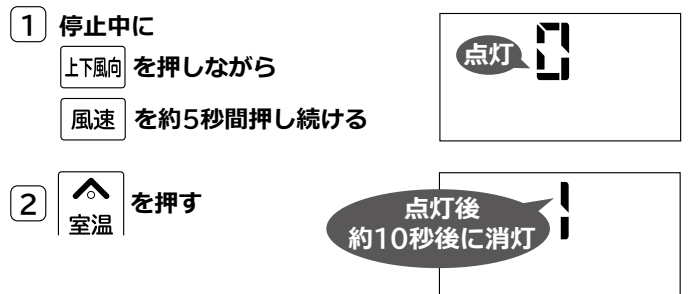 1 停止中に
上下風向 を押しながら
風速 を約5秒間押し続ける
点灯 0
2 室温 を押す
点灯後
約10秒後に消灯
1